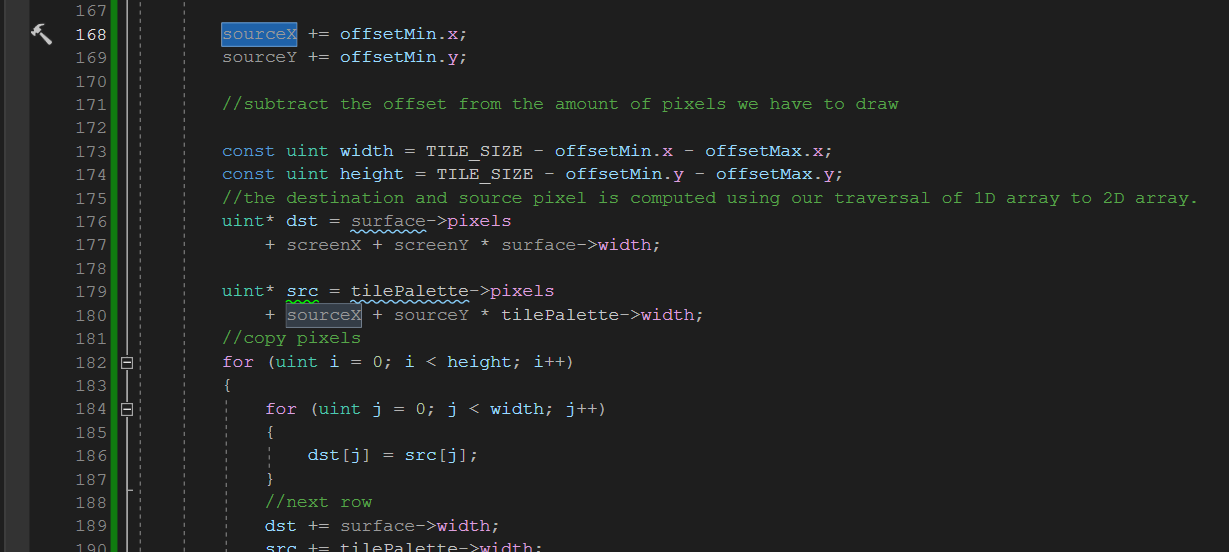 167
168 sourceX += offsetMin.x;
169 sourceY += offsetMin.y;
170
171 //subtract the offset from the amount of pixels we have to draw
172
173 const uint width = TILE_SIZE - offsetMin.x - offsetMax.x;
174 const uint height = TILE_SIZE - offsetMin.y - offsetMax.y;
175 //the destination and source pixel is computed using our traversal of 1D array to 2D array.
176 uint* dst = surface->pixels
177 + screenX + screenY * surface->width;
178
179 uint* src = tilePalette->pixels
180 + sourceX + sourceY * tilePalette->width;
181 //copy pixels
182 for (uint i = 0; i < height; i++)
183 {
184 for (uint j = 0; j < width; j++)
185 {
186 dst[j] = src[j];
187 }
188 //next row
189 dst += surface->width;
190 src += tilePalette->width;